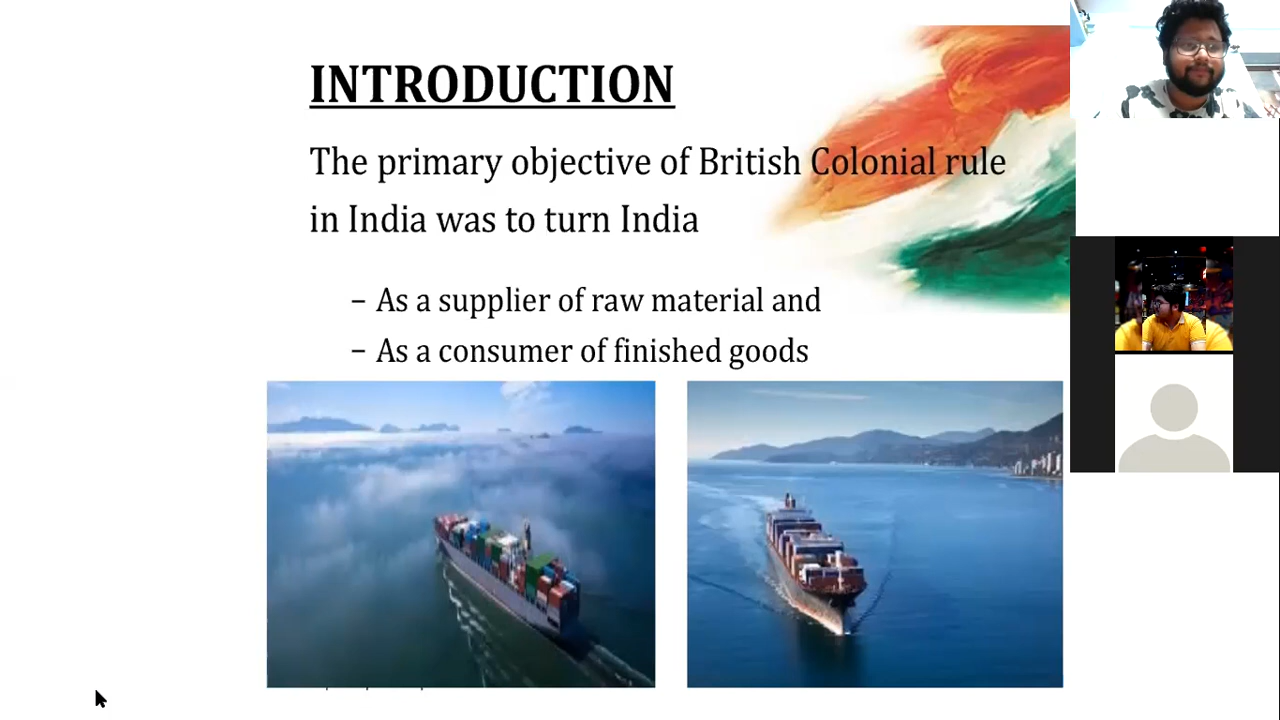 INTRODUCTION
The primary objective of British Colonial rule
in India was to turn India
– As a supplier of raw material and
– As a consumer of finished goods